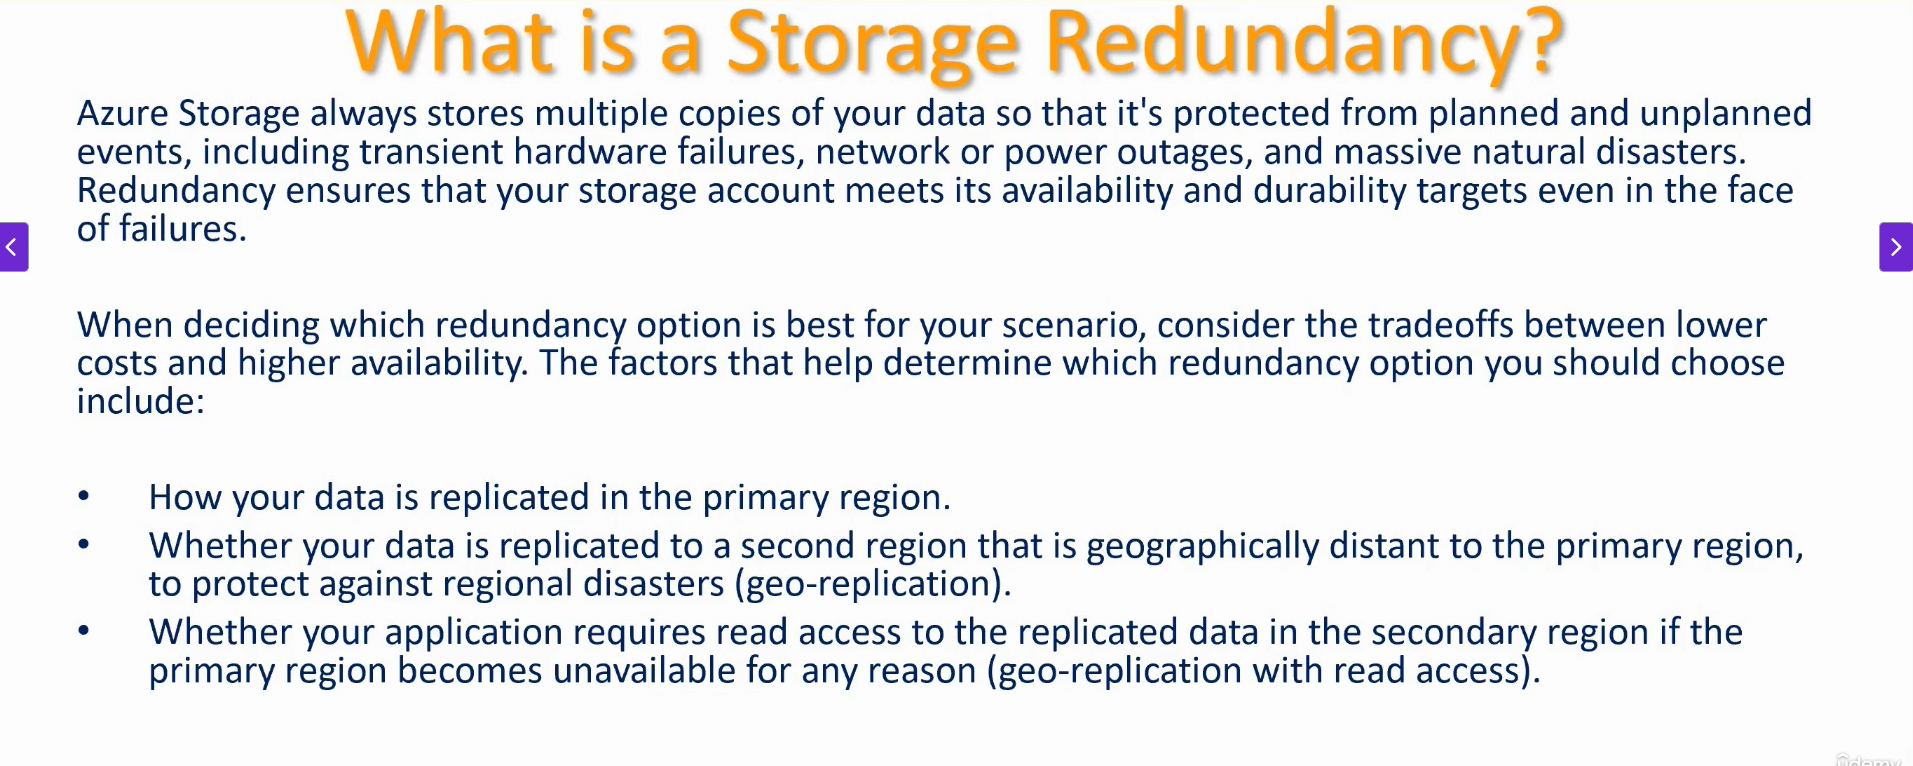 What is a Storage Redundancy?
Azure Storage always stores multiple copies of your data so that it's protected from planned and unplanned
events, including transient hardware failures, network or power outages, and massive natural disasters.
Redundancy ensures that your storage account meets its availability and durability targets even in the face
of failures.
When deciding which redundancy option is best for your scenario, consider the tradeoffs between lower
costs and higher availability. The factors that help determine which redundancy option you should choose
include:
• How your data is replicated in the primary region.
• Whether your data is replicated to a second region that is geographically distant to the primary region,
to protect against regional disasters (geo-replication).
• Whether your application requires read access to the replicated data in the secondary region if the
primary region becomes unavailable for any reason (geo-replication with read access).
ûdemy